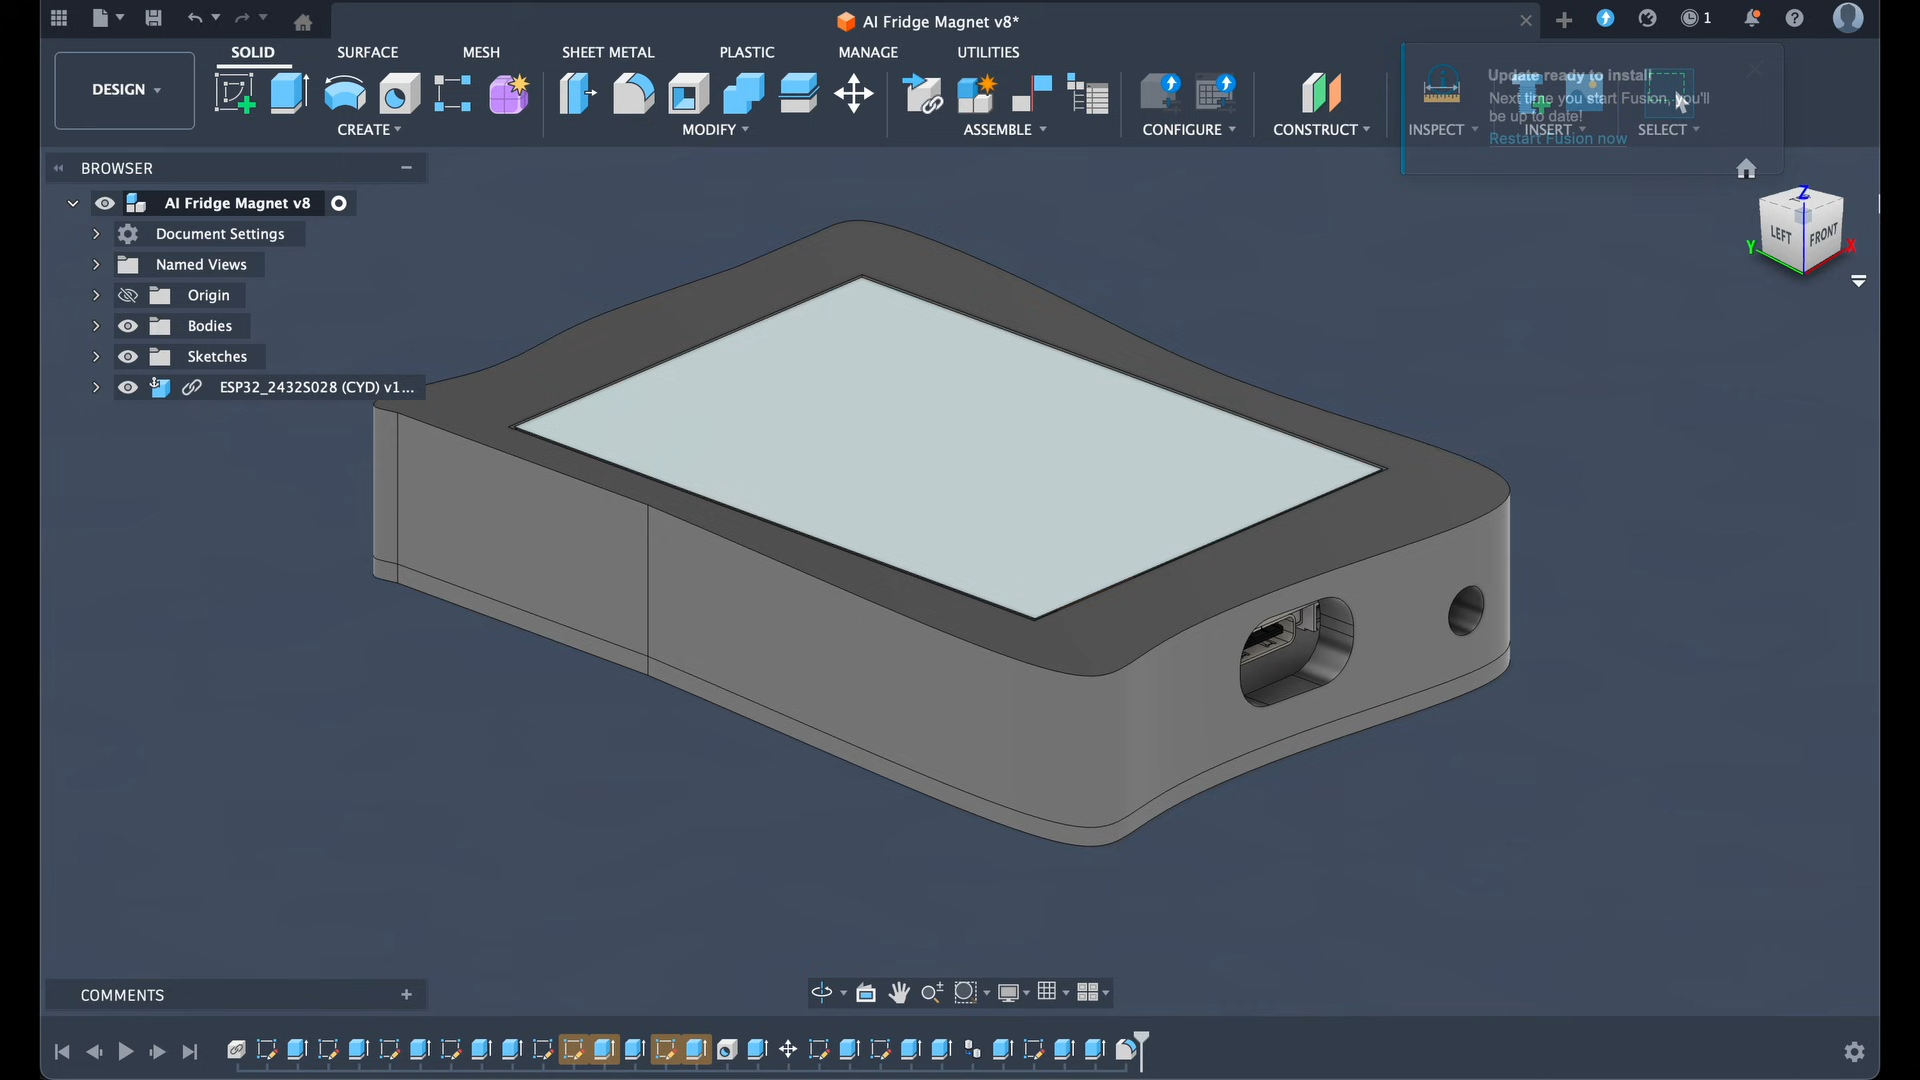 AI Fridge Magnet v8*
1
SOLID
SURFACE
MESH
SHEET METAL
PLASTIC
MANAGE
UTILITIES
DESIGN
CREATE
MODIFY
ASSEMBLE
CONFIGURE
CONSTRUCT
INSPECT
INSERT
SELECT
Update ready to install
Next time you start Fusion, you'll
be up to date!
Restart Fusion now
BROWSER
AI Fridge Magnet v8
Document Settings
Named Views
Origin
Bodies
Sketches
ESP32_2432S028 (CYD) v1...
Z
LEFT
FRONT
Y
X
COMMENTS